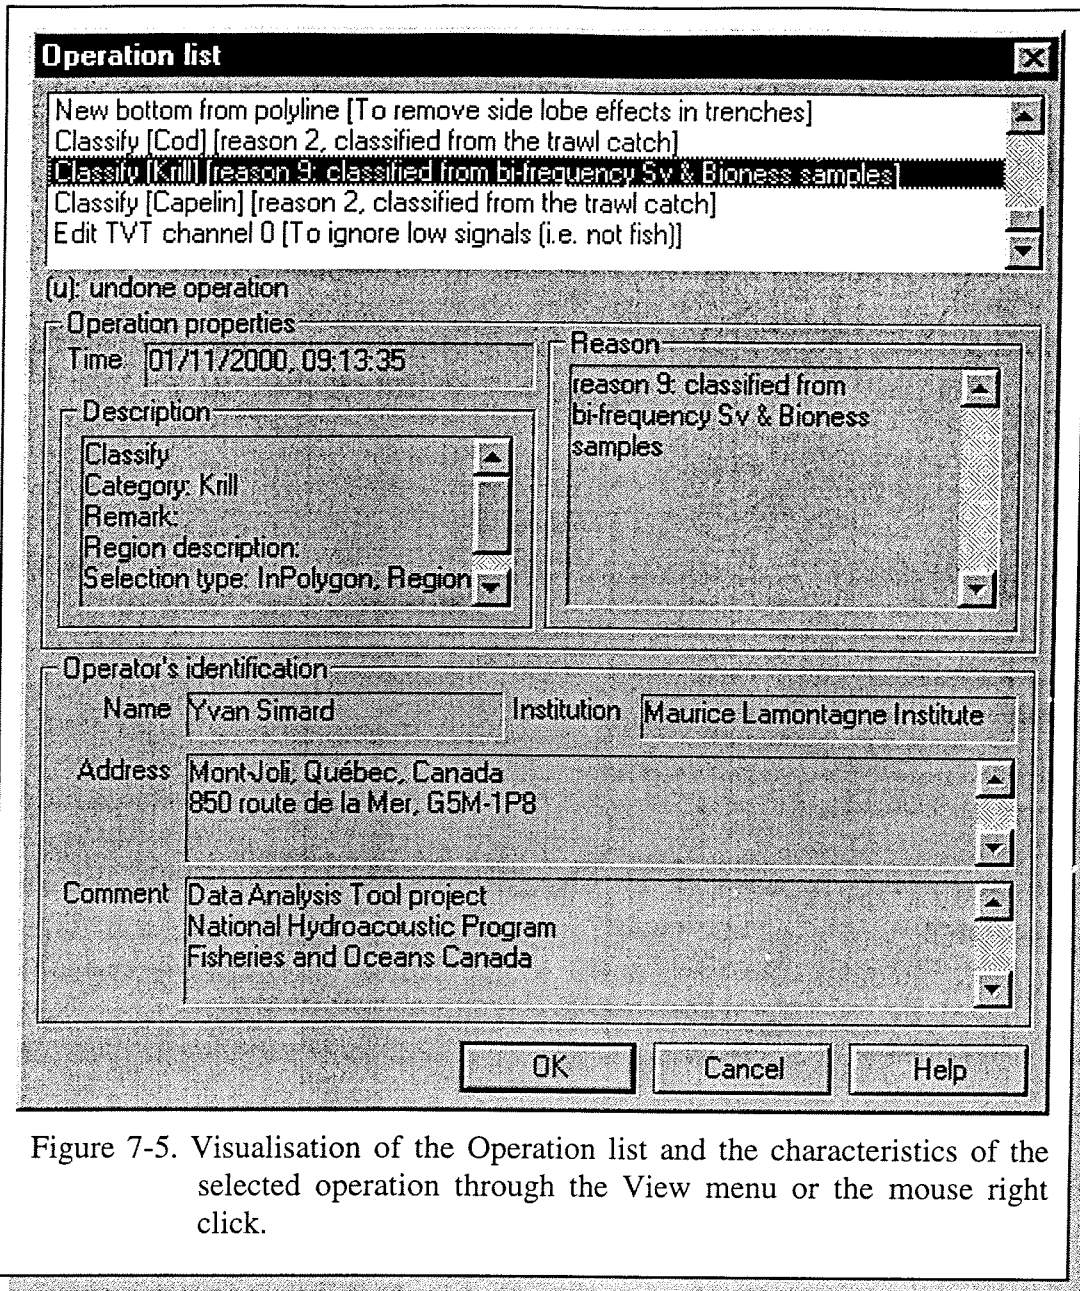 Operation list
New bottom from polyline [To remove side lobe effects in trenches]
Classify [Cod] [reason 2, classified from the trawl catch]
Classify [Krill] [reason 9: classified from bi-frequency Sv & Bioness samples]
Classify [Capelin] [reason 2, classified from the trawl catch]
Edit TVT channel 0 [To ignore low signals (i.e. not fish)]
(u): undone operation
Operation properties
Time 01/11/2000, 09:13:35
Description
Classify
Category: Krill
Remark:
Region description:
Selection type: InPolygon, Region
Reason
reason 9: classified from
bi-frequency Sv & Bioness
samples
Operator's identification
Name Yvan Simard Institution Maurice Lamontagne Institute
Address Mont-Joli, Québec, Canada
850 route de la Mer, G5M-1P8
Comment Data Analysis Tool project
National Hydroacoustic Program
Fisheries and Oceans Canada
OK Cancel Help
Figure 7-5. Visualisation of the Operation list and the characteristics of the
selected operation through the View menu or the mouse right
click.